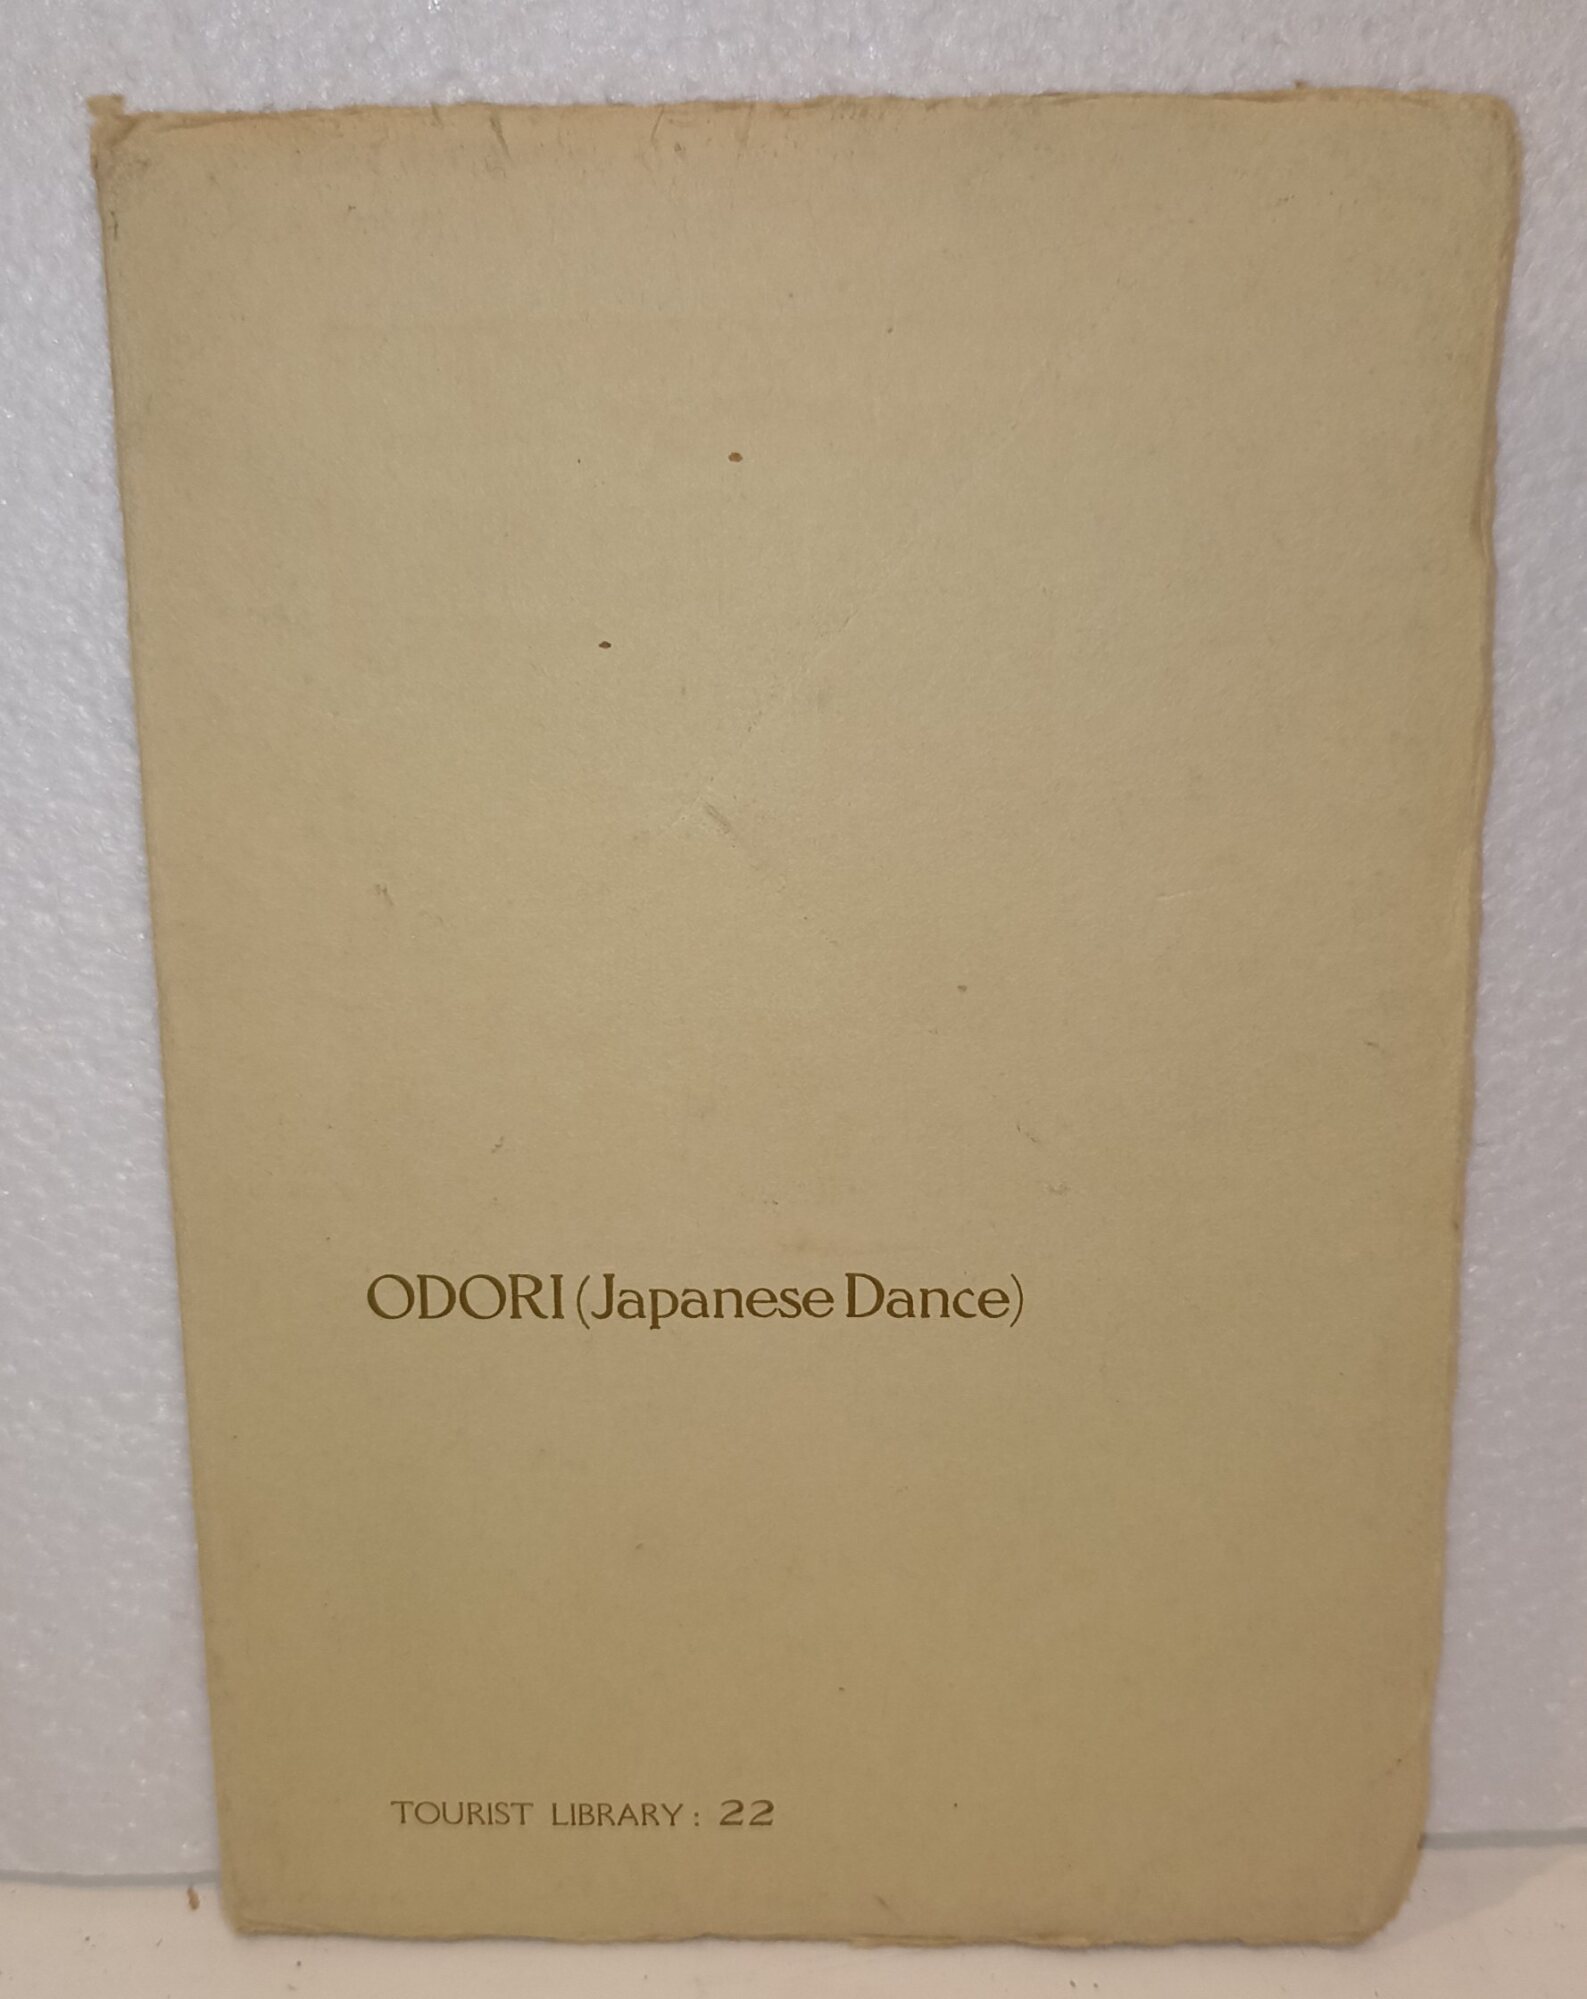 ODORI (Japanese Dance)
TOURIST LIBRARY: 22